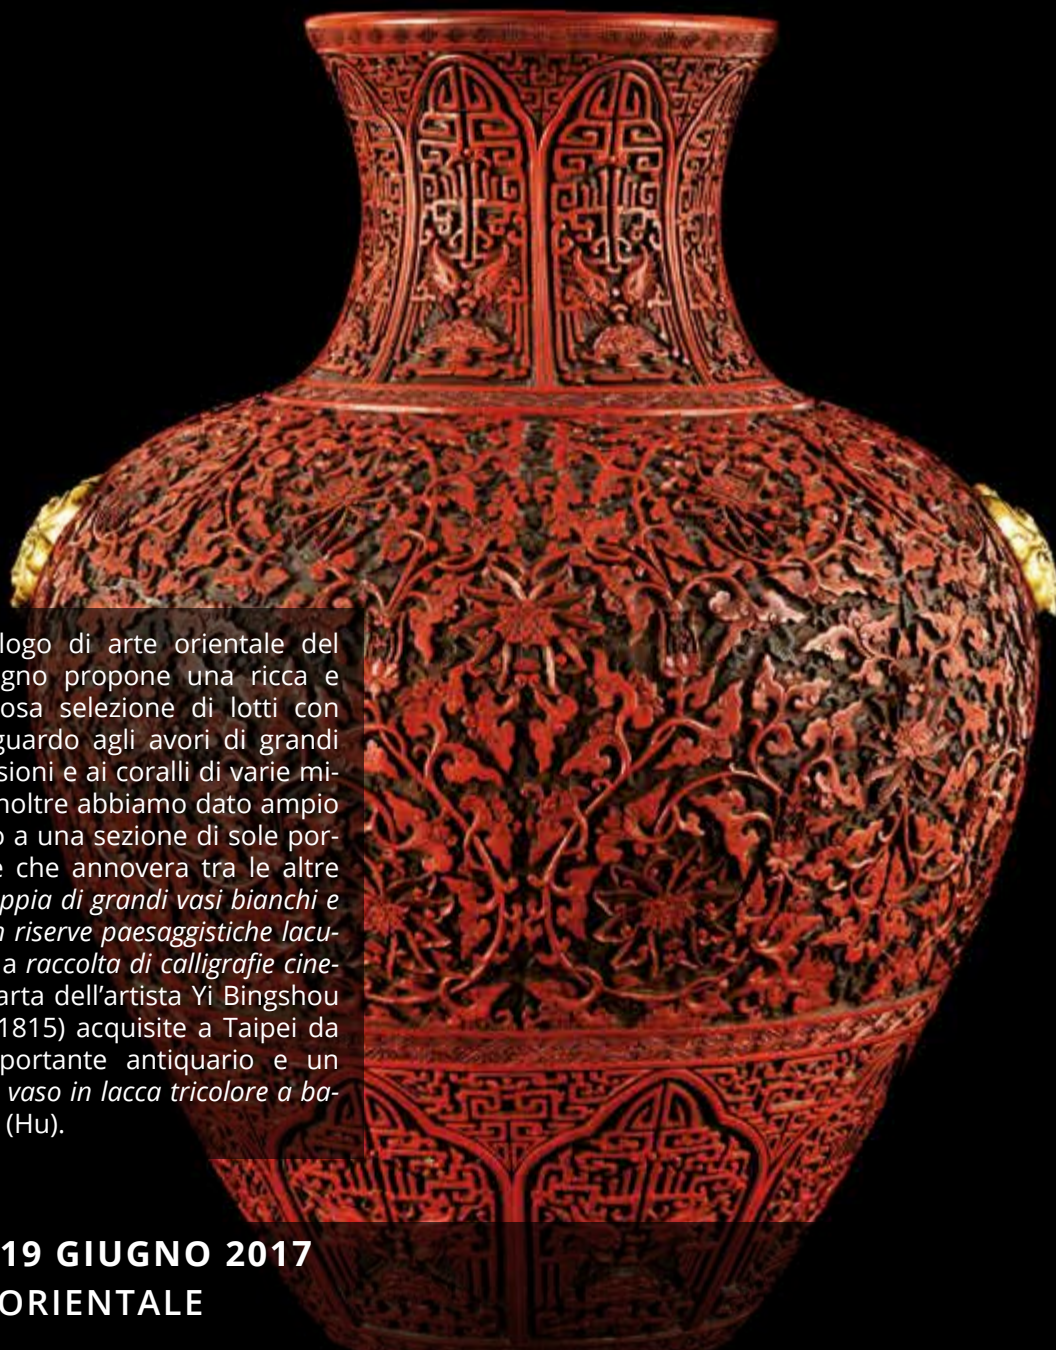 logo di arte orientale del
gno propone una ricca e
osa selezione di lotti con
guardo agli avori di grandi
sioni e ai coralli di varie mi-
noltre abbiamo dato ampio
o a una sezione di sole por-
e che annovera tra le altre
ppia di grandi vasi bianchi e
n riserve paesaggistiche lacu-
a raccolta di calligrafie cine-
arta dell’artista Yi Bingshou
1815) acquisite a Taipei da
portante antiquario e un
vaso in lacca tricolore a ba-
(Hu).
19 GIUGNO 2017
ORIENTALE